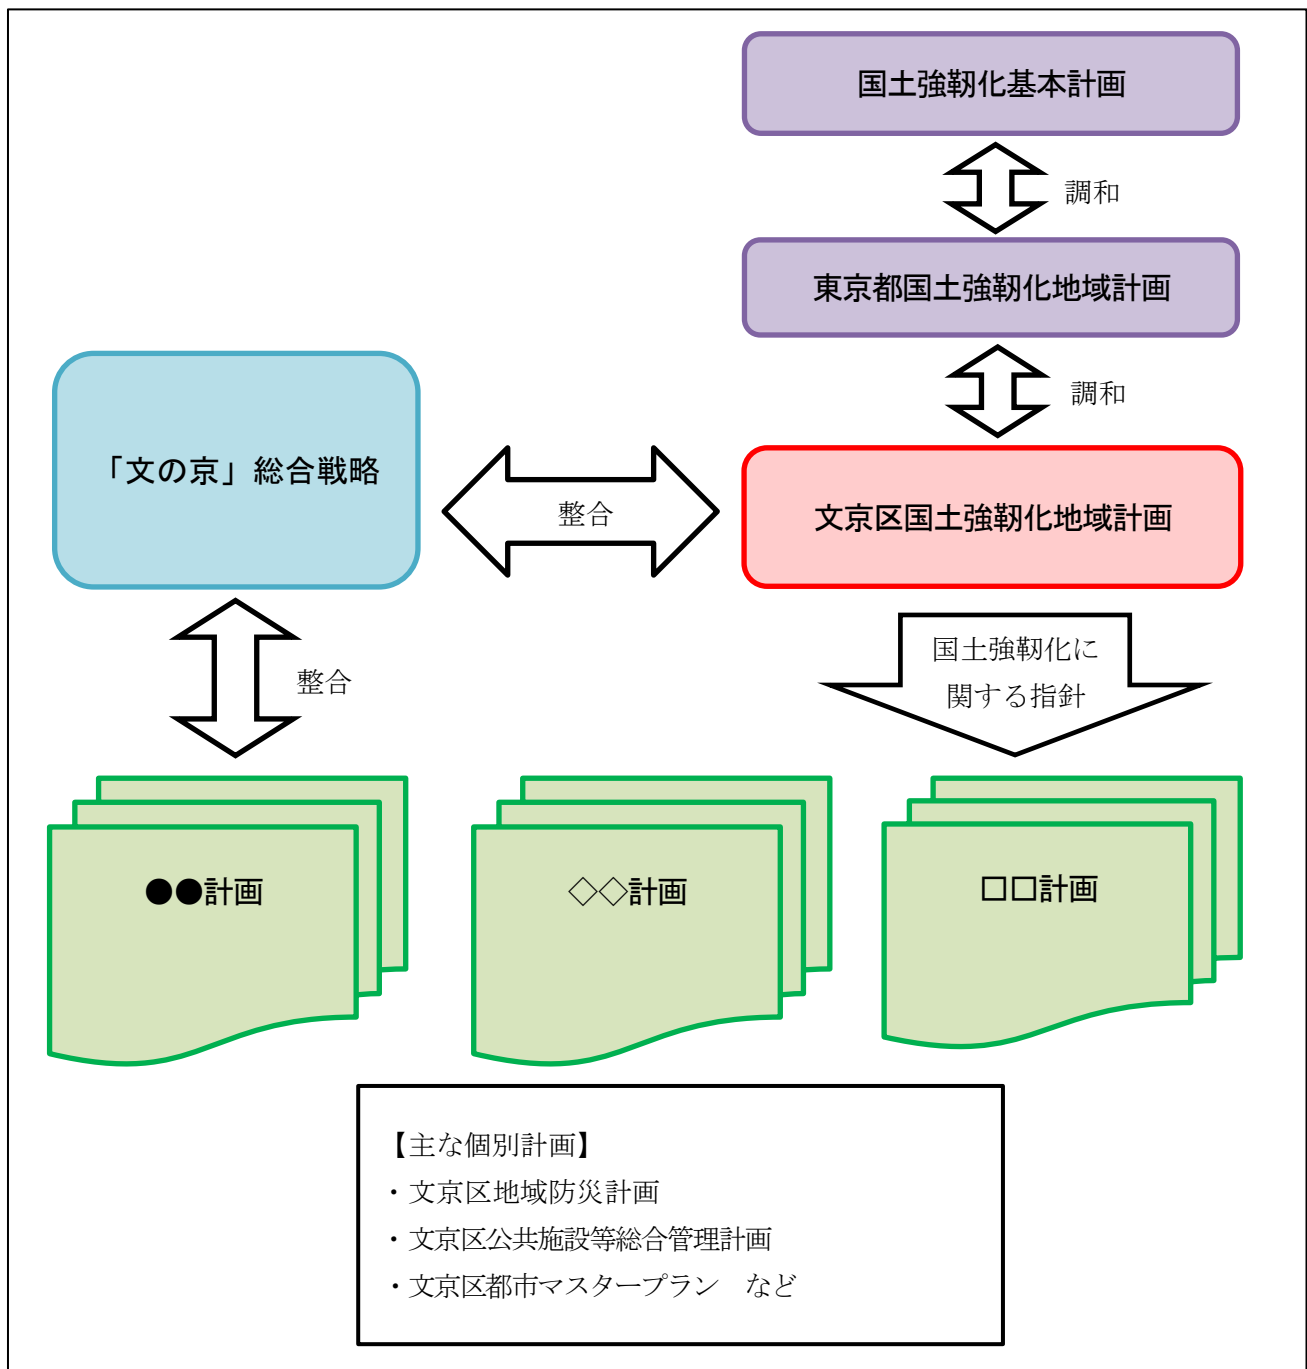 国土強靭化基本計画
調和
東京都国土強靭化地域計画
調和
「文の京」総合戦略
整合
文京区国土強靭化地域計画
整合
国土強靭化に
関する指針
●●計画
◇◇計画
□□計画
【主な個別計画】
・文京区地域防災計画
・文京区公共施設等総合管理計画
・文京区都市マスタープラン　など